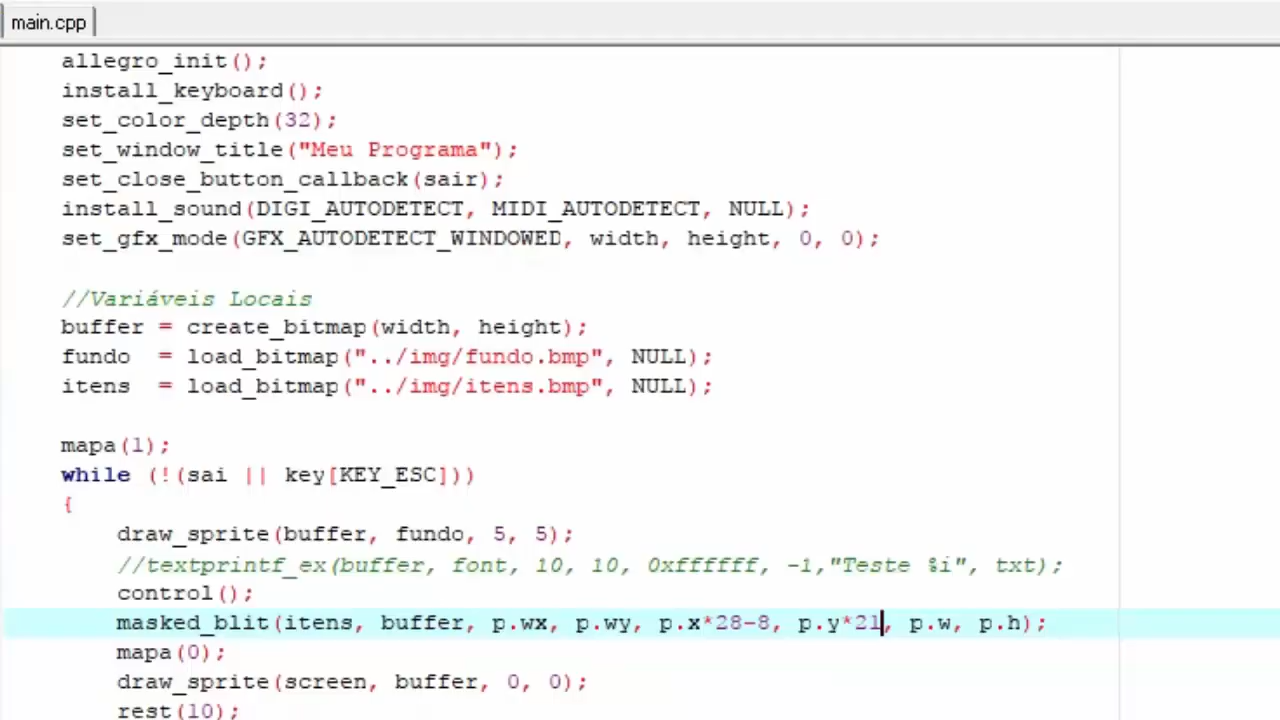 main.cpp
allegro_init();
install_keyboard();
set_color_depth(32);
set_window_title("Meu Programa");
set_close_button_callback(sair);
install_sound(DIGI_AUTODETECT, MIDI_AUTODETECT, NULL);
set_gfx_mode(GFX_AUTODETECT_WINDOWED, width, height, 0, 0);
//Variáveis Locais
buffer = create_bitmap(width, height);
fundo  = load_bitmap("../img/fundo.bmp", NULL);
itens  = load_bitmap("../img/itens.bmp", NULL);
mapa(1);
while (!(sai || key[KEY_ESC]))
{
draw_sprite(buffer, fundo, 5, 5);
//textprintf_ex(buffer, font, 10, 10, 0xffffff, -1,"Teste %i", txt);
control();
masked_blit(itens, buffer, p.wx, p.wy, p.x*28-8, p.y*21, p.w, p.h);
mapa(0);
draw_sprite(screen, buffer, 0, 0);
rest(10);